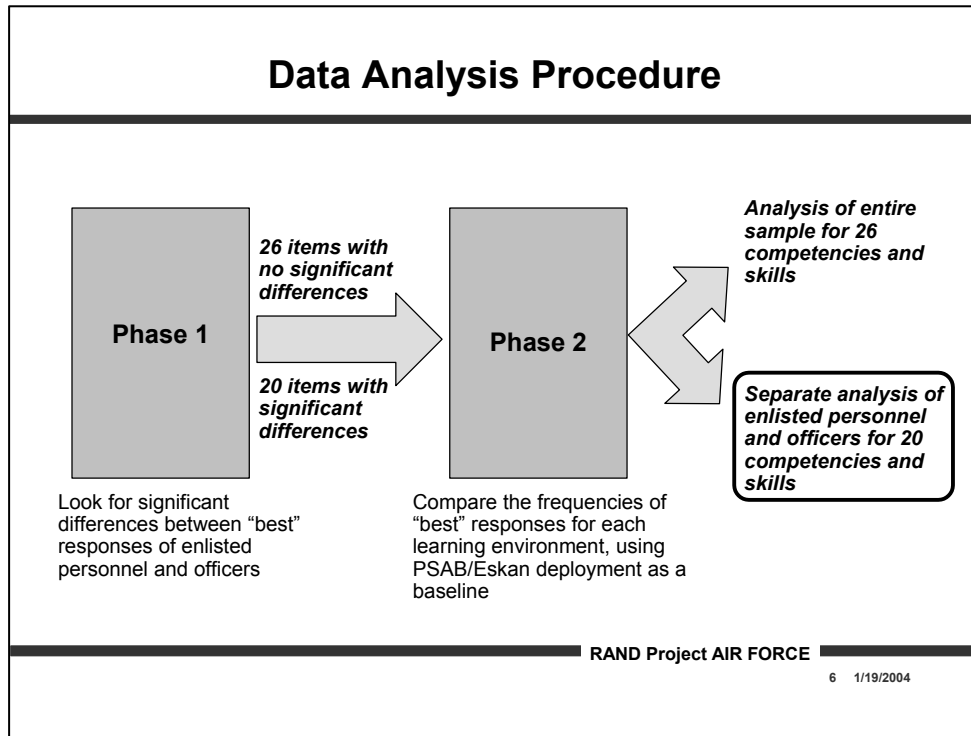 Data Analysis Procedure
Phase 1
Look for significant
differences between “best”
responses of enlisted
personnel and officers
26 items with
no significant
differences
20 items with
significant
differences
Phase 2
Compare the frequencies of
“best” responses for each
learning environment, using
PSAB/Eskan deployment as a
baseline
Analysis of entire
sample for 26
competencies and
skills
Separate analysis of
enlisted personnel
and officers for 20
competencies and
skills
RAND Project AIR FORCE
6 1/19/2004